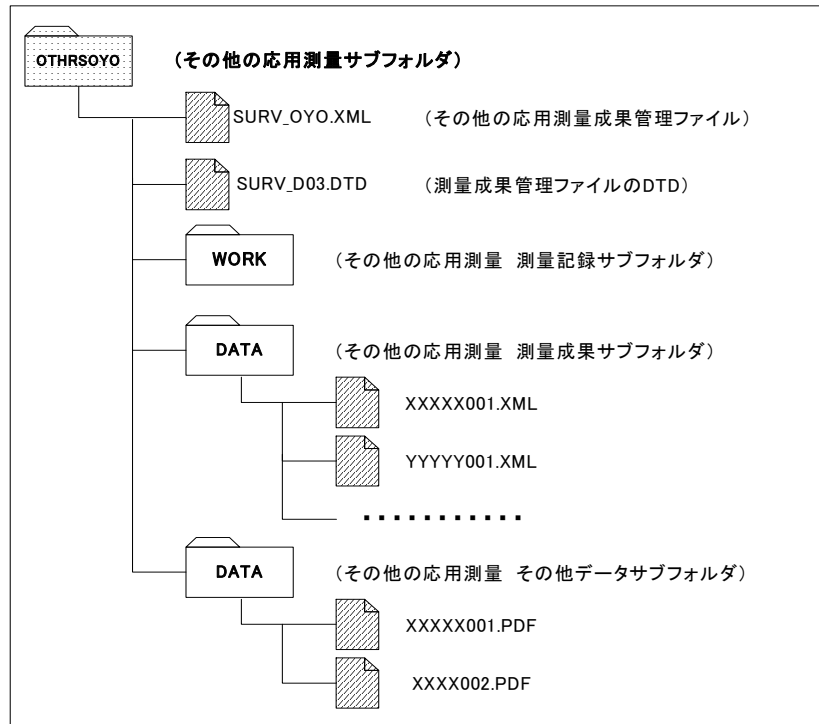 OTHRSOYO (その他の応用測量サブフォルダ)
SURV_OYO.XML (その他の応用測量成果管理ファイル)
SURV_D03.DTD (測量成果管理ファイルのDTD)
WORK (その他の応用測量 測量記録サブフォルダ)
DATA (その他の応用測量 測量成果サブフォルダ)
XXXXX001.XML
YYYYY001.XML
・・・・・・・・・・・
DATA (その他の応用測量 その他データサブフォルダ)
XXXXX001.PDF
XXXX002.PDF